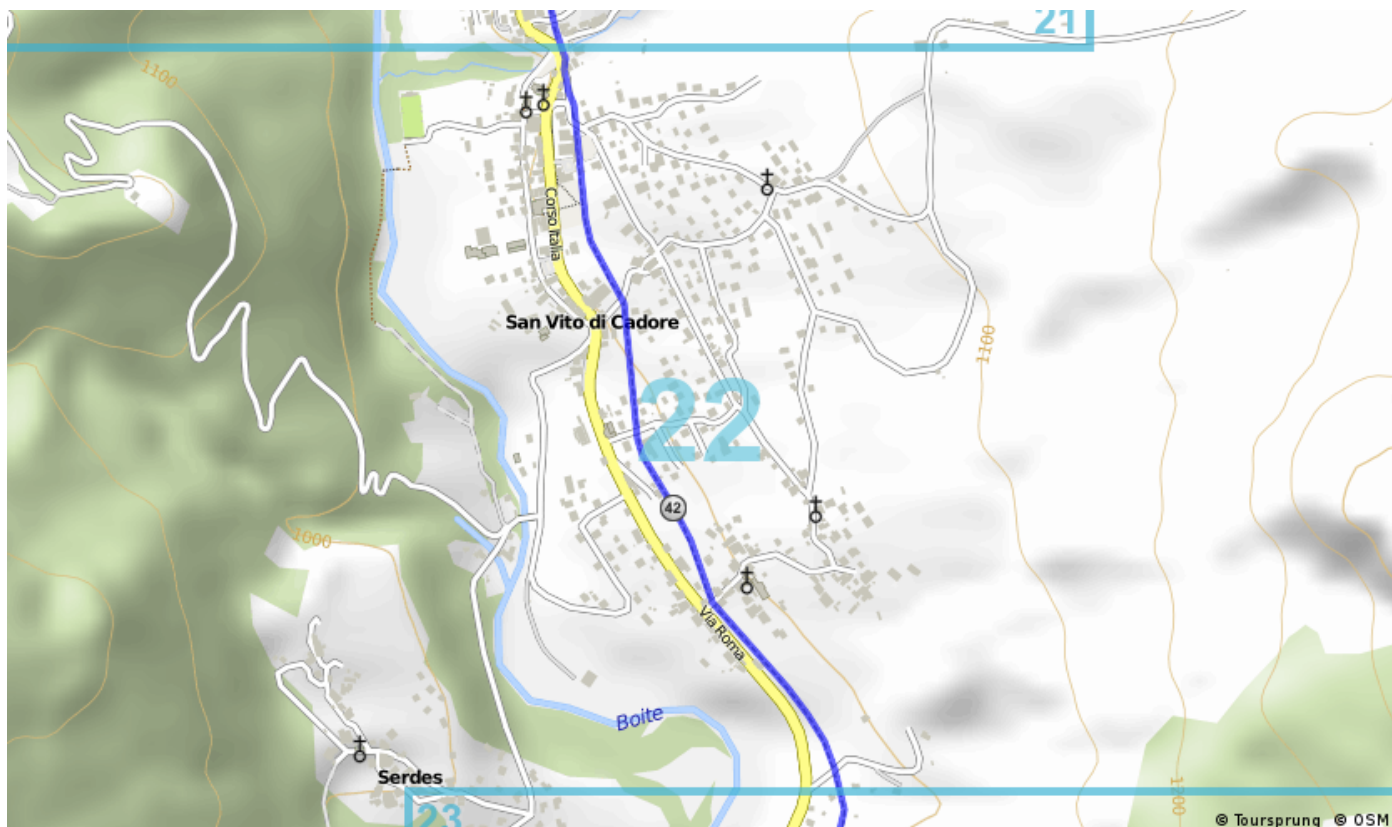 21
1100
Corso Italia
San Vito di Cadore
1100
22
42
1000
Via Roma
Boite
Serdes
1200
23
© Toursprung © OSM